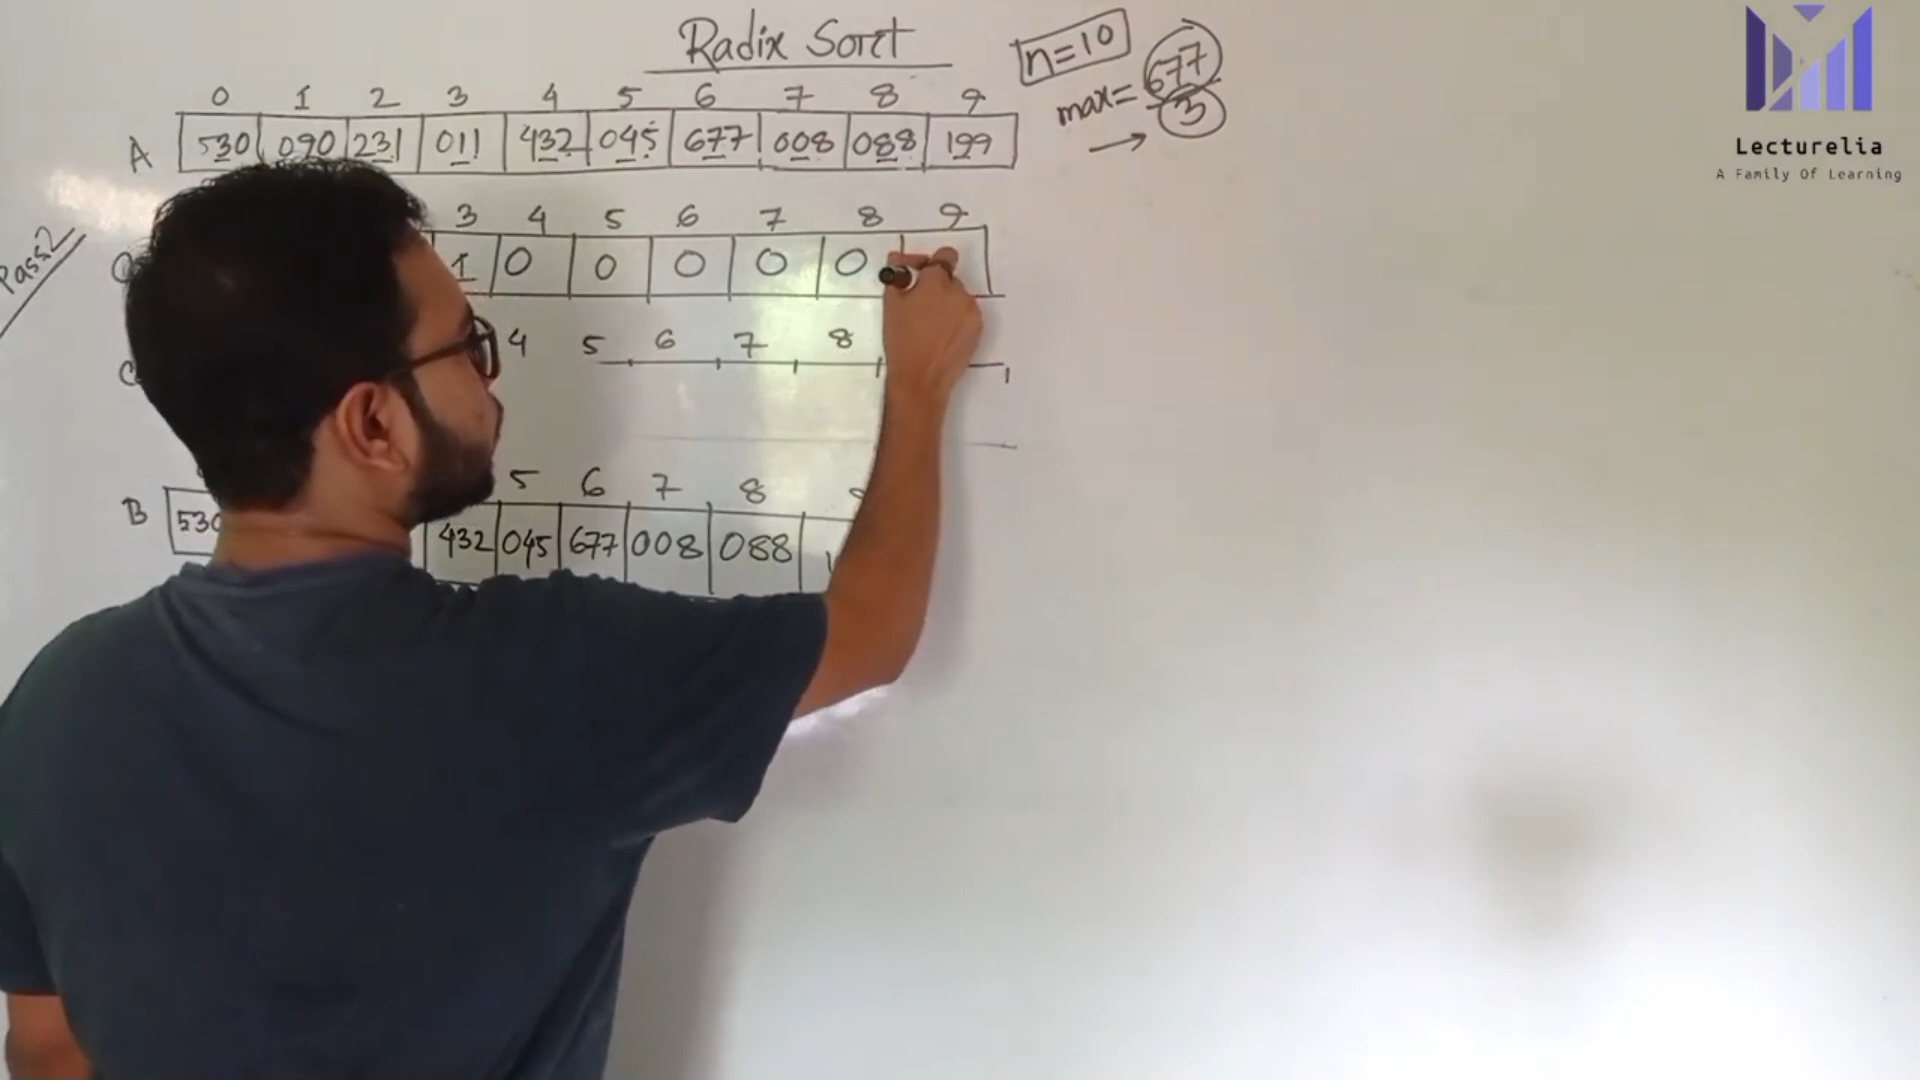 Radix Sort
n=10
max= 677
→ 3
0 1 2 3 4 5 6 7 8 9
A 530 090 231 011 432 045 677 008 088 199
Pass2
3 4 5 6 7 8 9
1 0 0 0 0 0
4 5 6 7 8
5 6 7 8
B 530 432 045 677 008 088
Lecturelia
A Family Of Learning